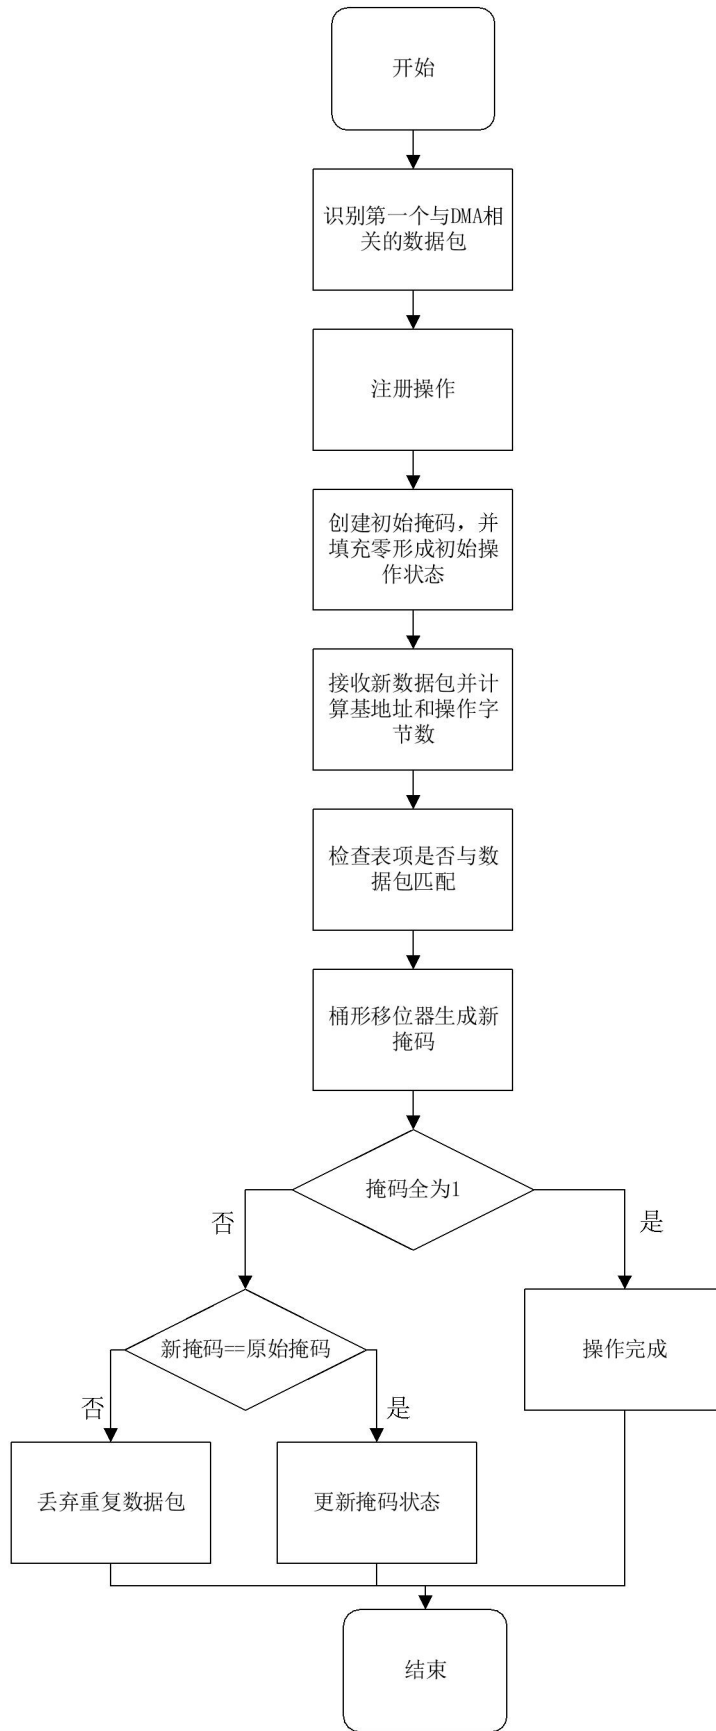 开始
识别第一个与DMA相
关的数据包
注册操作
创建初始掩码，并
填充零形成初始操
作状态
接收新数据包并计
算基地址和操作字
节数
检查表项是否与数
据包匹配
桶形移位器生成新
掩码
掩码全为1
否
是
新掩码==原始掩码
操作完成
否
是
丢弃重复数据包
更新掩码状态
结束